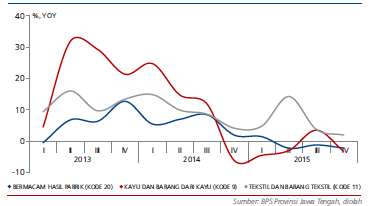 %, YOY
40
30
20
10
0
-10
I II III IV I II III IV I II III IV
2013 2014 2015
BERMACAM HASIL PABRIK (KODE 20) KAYU DAN BARANG DARI KAYU (KODE 9) TEKSTIL DAN BARANG TEKSTIL (KODE 11)
Sumber: BPS Provinsi Jawa Tengah, diolah